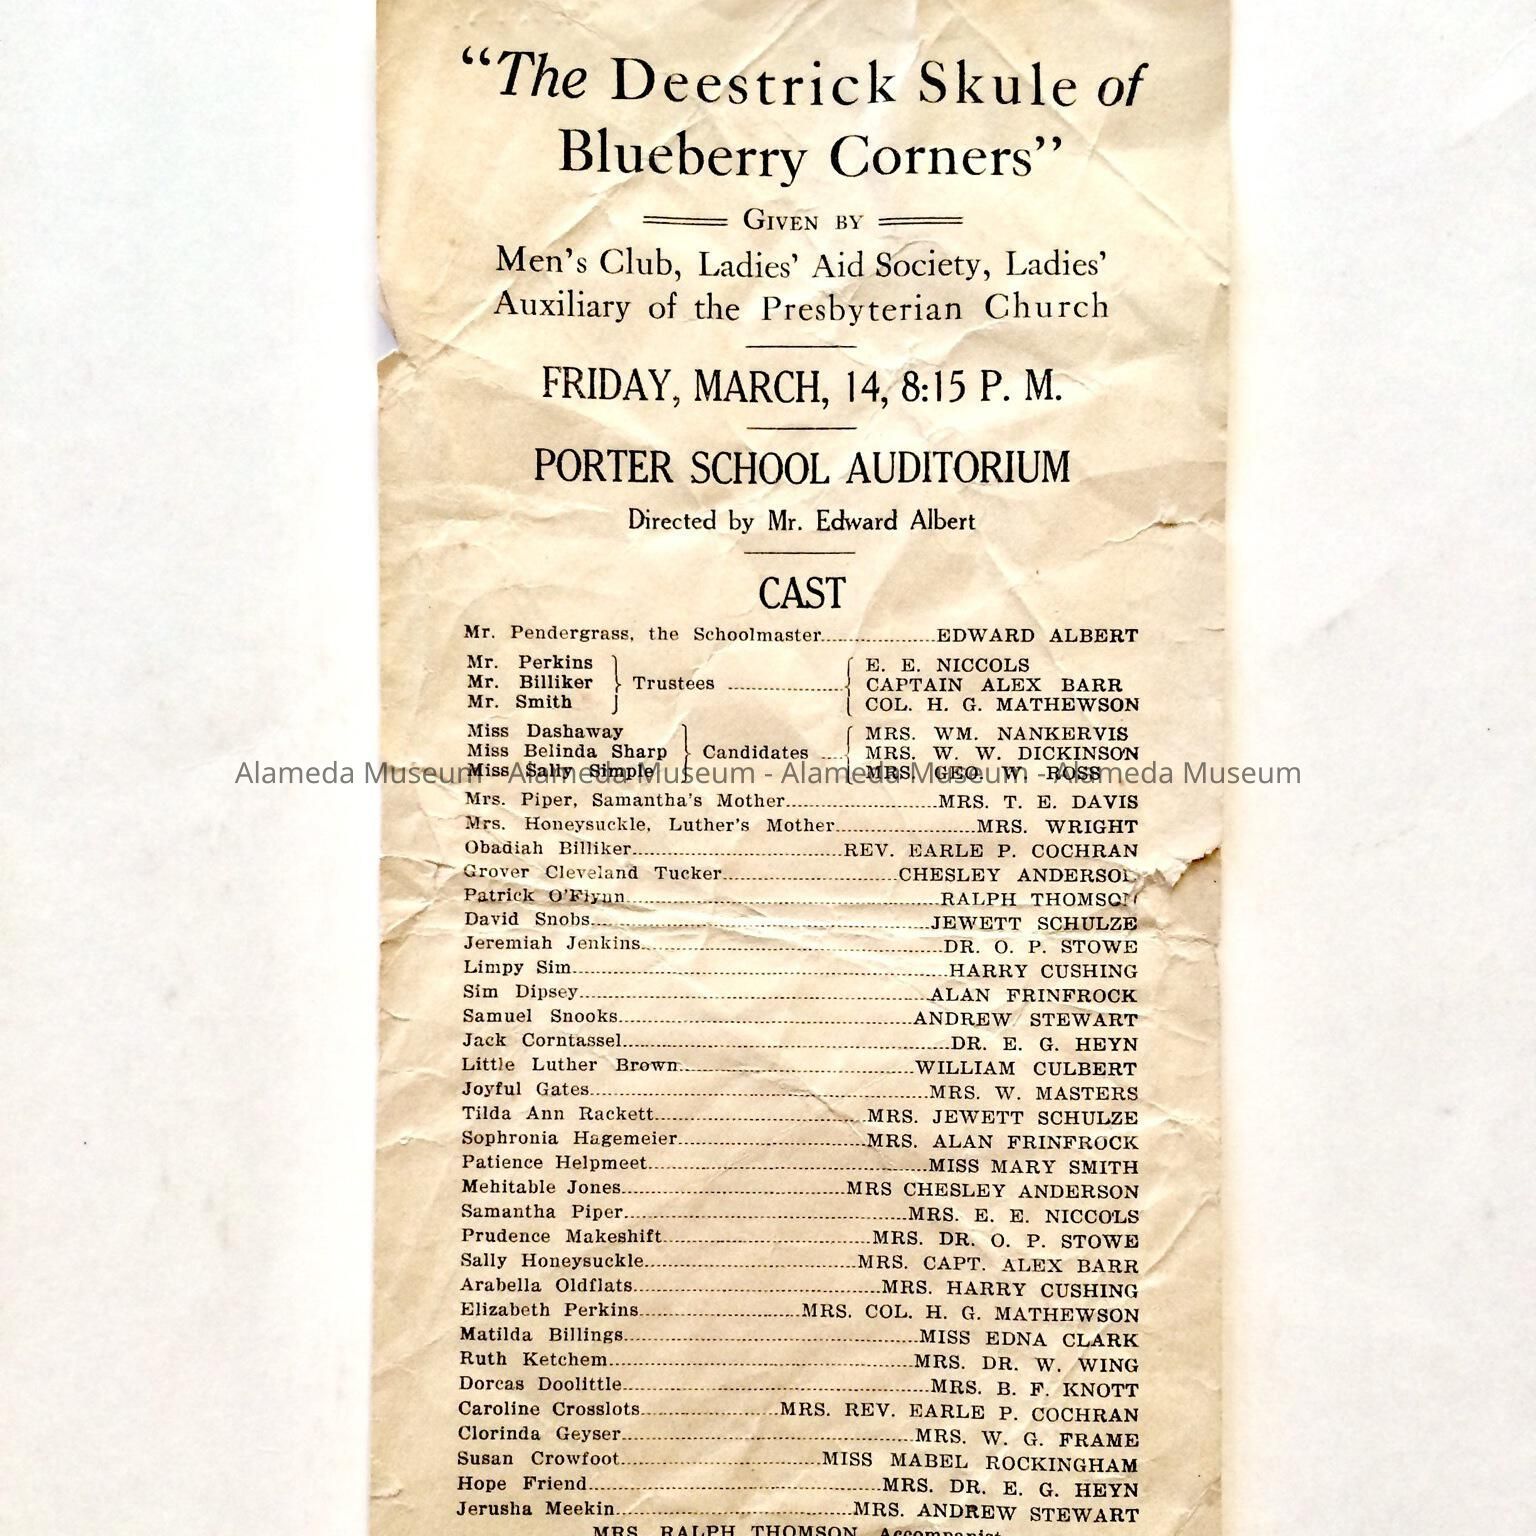 “The Deestrick Skule of
Blueberry Corners”
GIVEN BY
Men's Club, Ladies' Aid Society, Ladies'
Auxiliary of the Presbyterian Church
FRIDAY, MARCH, 14, 8:15 P. M.
PORTER SCHOOL AUDITORIUM
Directed by Mr. Edward Albert
CAST
Mr. Pendergrass, the Schoolmaster EDWARD ALBERT
Mr. Perkins E. E. NICCOLS
Mr. Billiker Trustees CAPTAIN ALEX BARR
Mr. Smith COL. H. G. MATHEWSON
Miss Dashaway MRS. WM. NANKERVIS
Miss Belinda Sharp Candidates MRS. W. W. DICKINSON
Miss Sally Simple MRS. GEO. W. ROSS
Alameda Museum - Alameda Museum - Alameda Museum - Alameda Museum
Mrs. Piper, Samantha's Mother MRS. T. E. DAVIS
Mrs. Honeysuckle, Luther's Mother MRS. WRIGHT
Obadiah Billiker REV. EARLE P. COCHRAN
Grover Cleveland Tucker CHESLEY ANDERSON
Patrick O'Flynn RALPH THOMSON
David Snobs JEWETT SCHULZE
Jeremiah Jenkins DR. O. P. STOWE
Limpy Sim HARRY CUSHING
Sim Dipsey ALAN FRINFROCK
Samuel Snooks ANDREW STEWART
Jack Corntassel DR. E. G. HEYN
Little Luther Brown WILLIAM CULBERT
Joyful Gates MRS. W. MASTERS
Tilda Ann Rackett MRS. JEWETT SCHULZE
Sophronia Hagemeier MRS. ALAN FRINFROCK
Patience Helpmeet MISS MARY SMITH
Mehitable Jones MRS CHESLEY ANDERSON
Samantha Piper MRS. E. E. NICCOLS
Prudence Makeshift MRS. DR. O. P. STOWE
Sally Honeysuckle MRS. CAPT. ALEX BARR
Arabella Oldflats MRS. HARRY CUSHING
Elizabeth Perkins MRS. COL. H. G. MATHEWSON
Matilda Billings MISS EDNA CLARK
Ruth Ketchem MRS. DR. W. WING
Dorcas Doolittle MRS. B. F. KNOTT
Caroline Crosslots MRS. REV. EARLE P. COCHRAN
Clorinda Geyser MRS. W. G. FRAME
Susan Crowfoot MISS MABEL ROCKINGHAM
Hope Friend MRS. DR. E. G. HEYN
Jerusha Meekin MRS. ANDREW STEWART
MRS. RALPH THOMSON, Accompanist